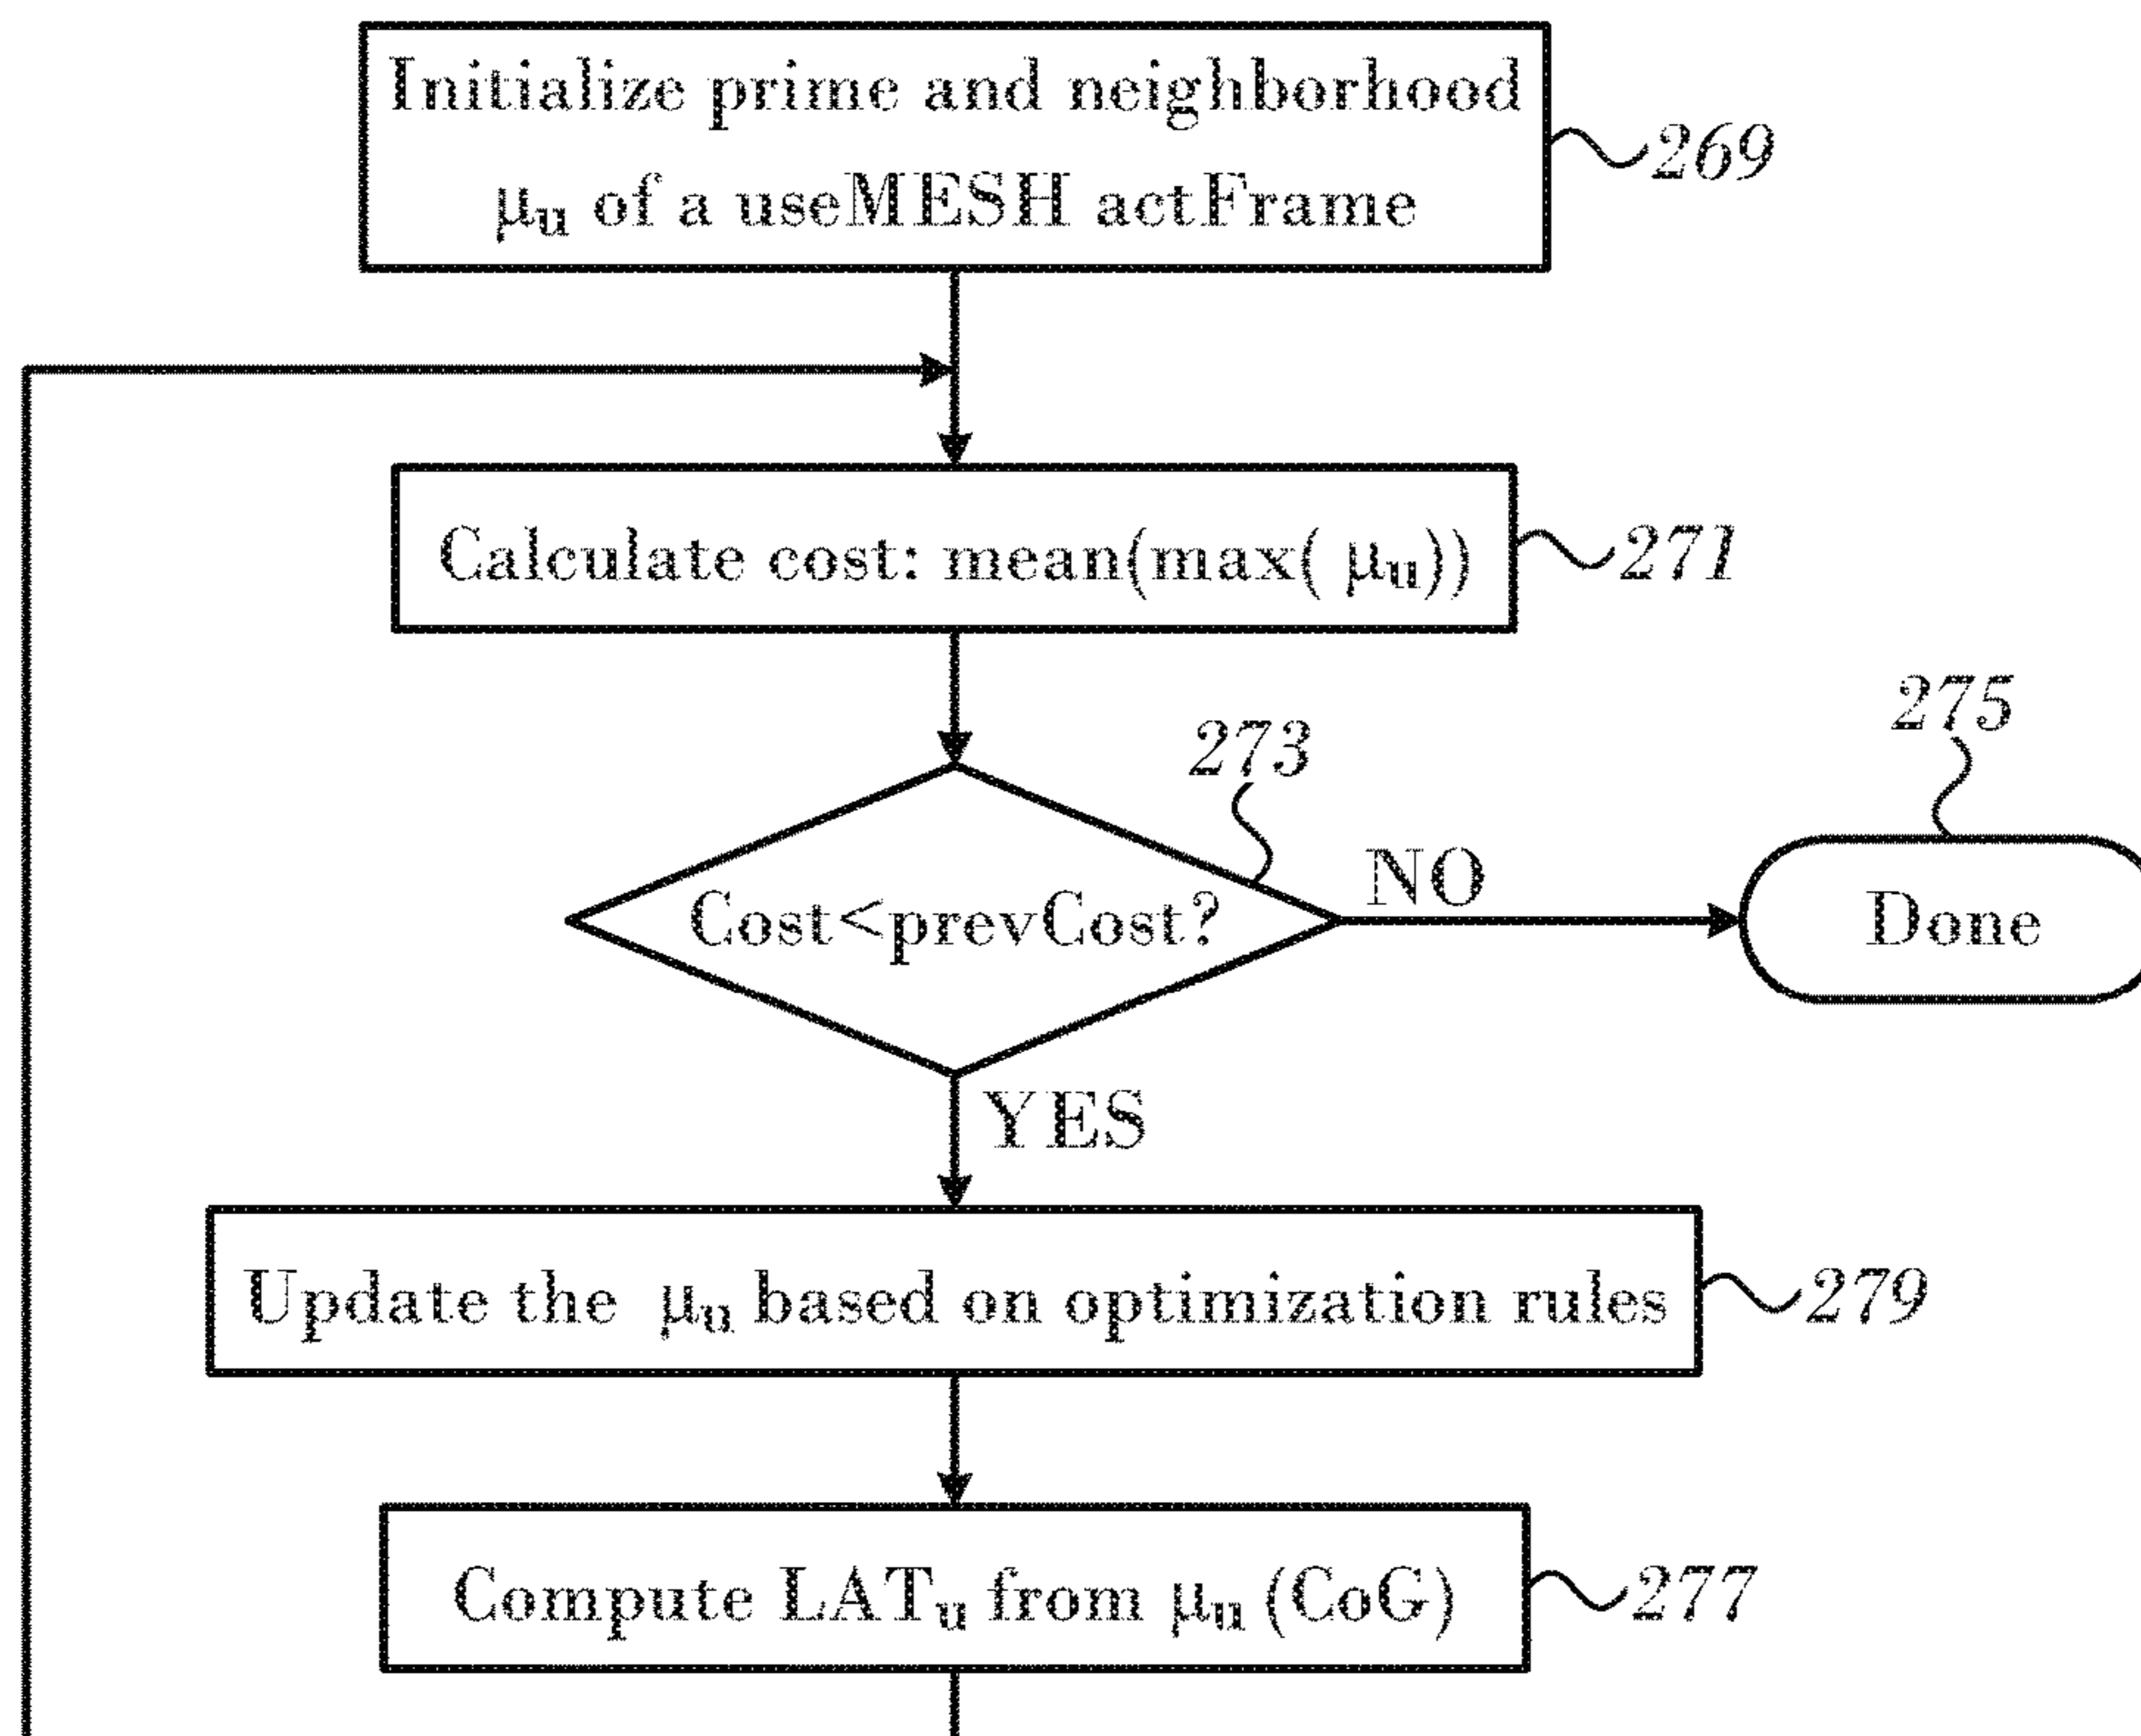 Initialize prime and neighborhood
μu of a useMESH actFrame
269
Calculate cost: mean(max( μu))
271
273
275
Cost<prevCost?
NO
Done
YES
Update the μu based on optimization rules
279
Compute LATu from μu (CoG)
277